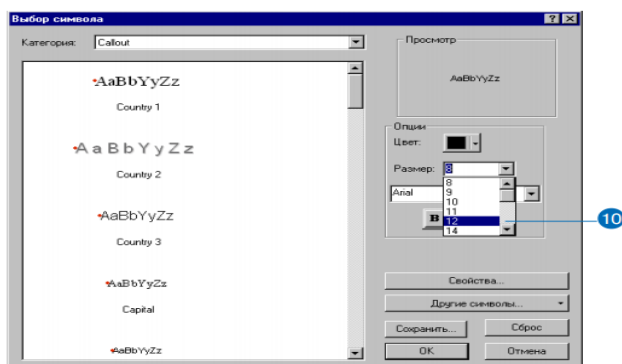 Выбор символа
Категория: Callout
AaBbYyZz
Country 1
AaBbYyZz
Country 2
AaBbYyZz
Country 3
AaBbYyZz
Capital
AaBbYyZz
Просмотр
AaBbYyZz
Опции
Цвет:
Размер: 8
8
9
10
11
12
14
Arial
B
10
Свойства...
Другие символы...
Сохранить...
Сброс
OK
Отмена